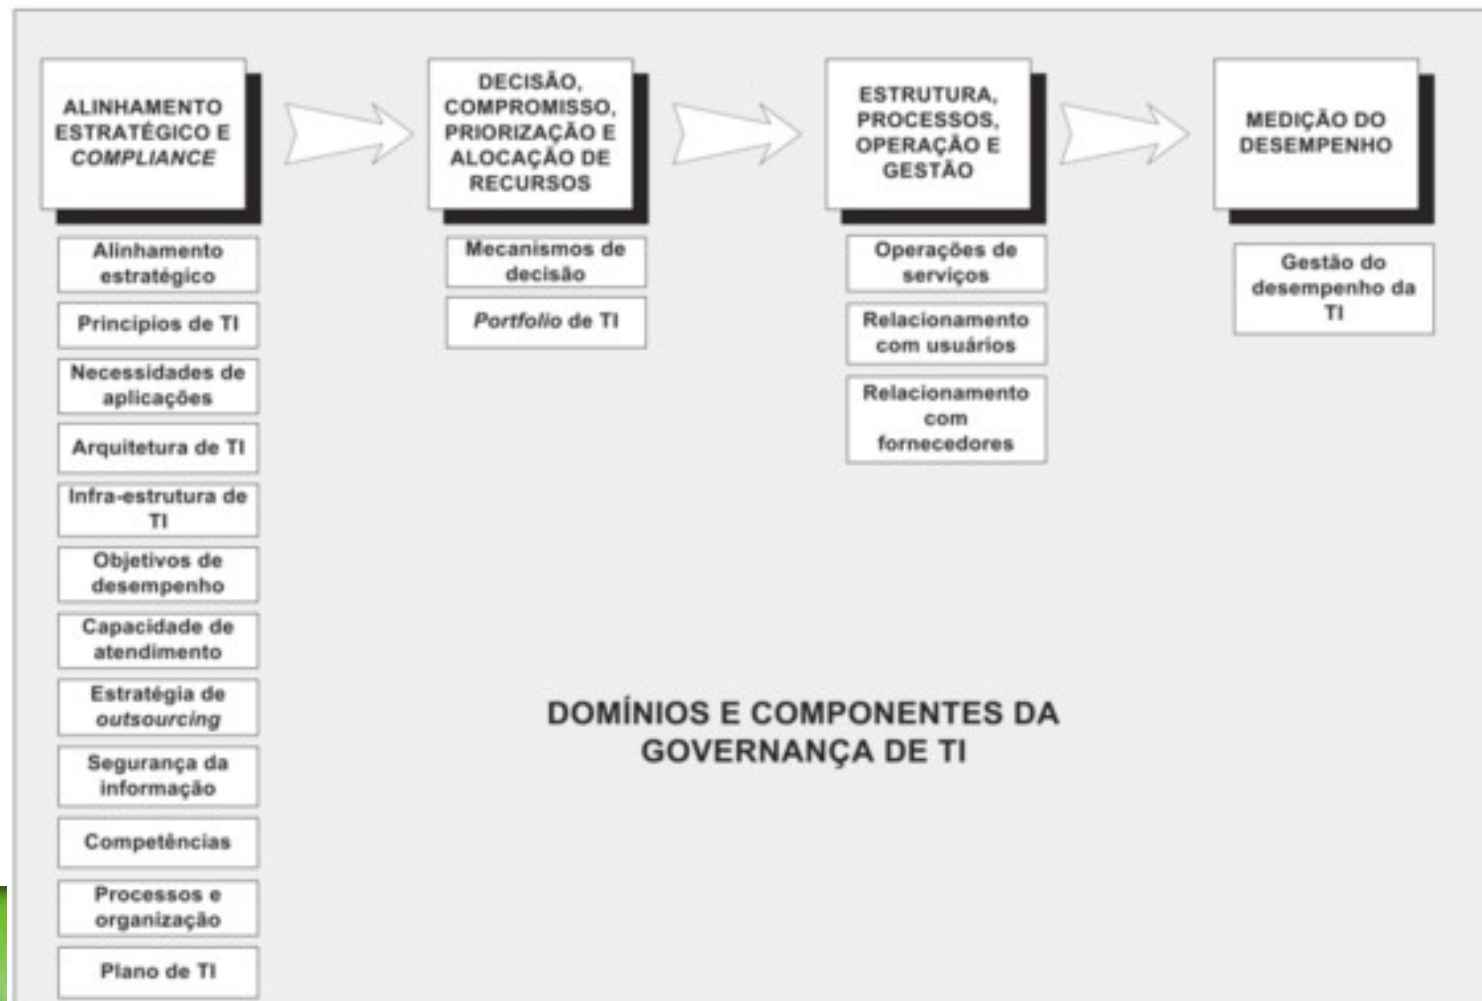 ALINHAMENTO
ESTRATÉGICO E
COMPLIANCE
Alinhamento
estratégico
Princípios de TI
Necessidades de
aplicações
Arquitetura de TI
Infra-estrutura de
TI
Objetivos de
desempenho
Capacidade de
atendimento
Estratégia de
outsourcing
Segurança da
informação
Competências
Processos e
organização
Plano de TI
DECISÃO,
COMPROMISSO,
PRIORIZAÇÃO E
ALOCAÇÃO DE
RECURSOS
Mecanismos de
decisão
Portfolio de TI
ESTRUTURA,
PROCESSOS,
OPERAÇÃO E
GESTÃO
Operações de
serviços
Relacionamento
com usuários
Relacionamento
com
fornecedores
MEDIÇÃO DO
DESEMPENHO
Gestão do
desempenho da
TI
DOMÍNIOS E COMPONENTES DA
GOVERNANÇA DE TI